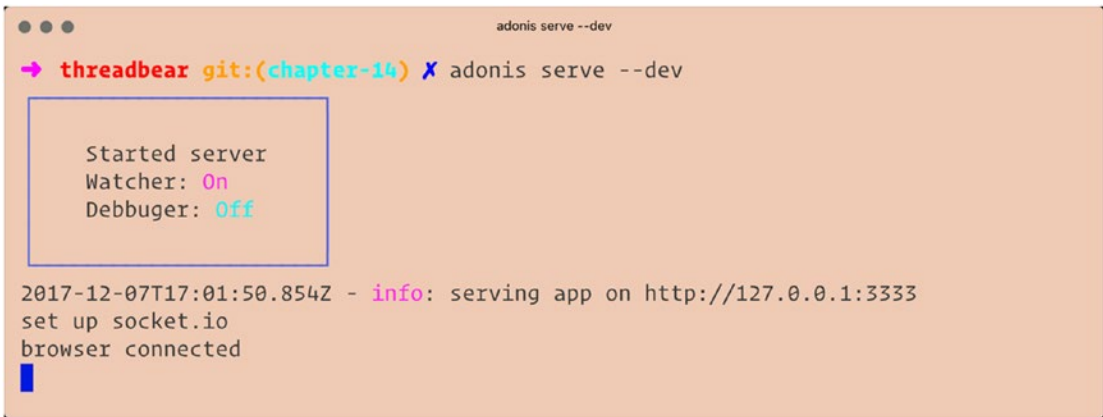 adonis serve --dev
➜ threadbear git:(chapter-14) ✗ adonis serve --dev
Started server
Watcher: On
Debbuger: Off
2017-12-07T17:01:50.854Z - info: serving app on http://127.0.0.1:3333
set up socket.io
browser connected